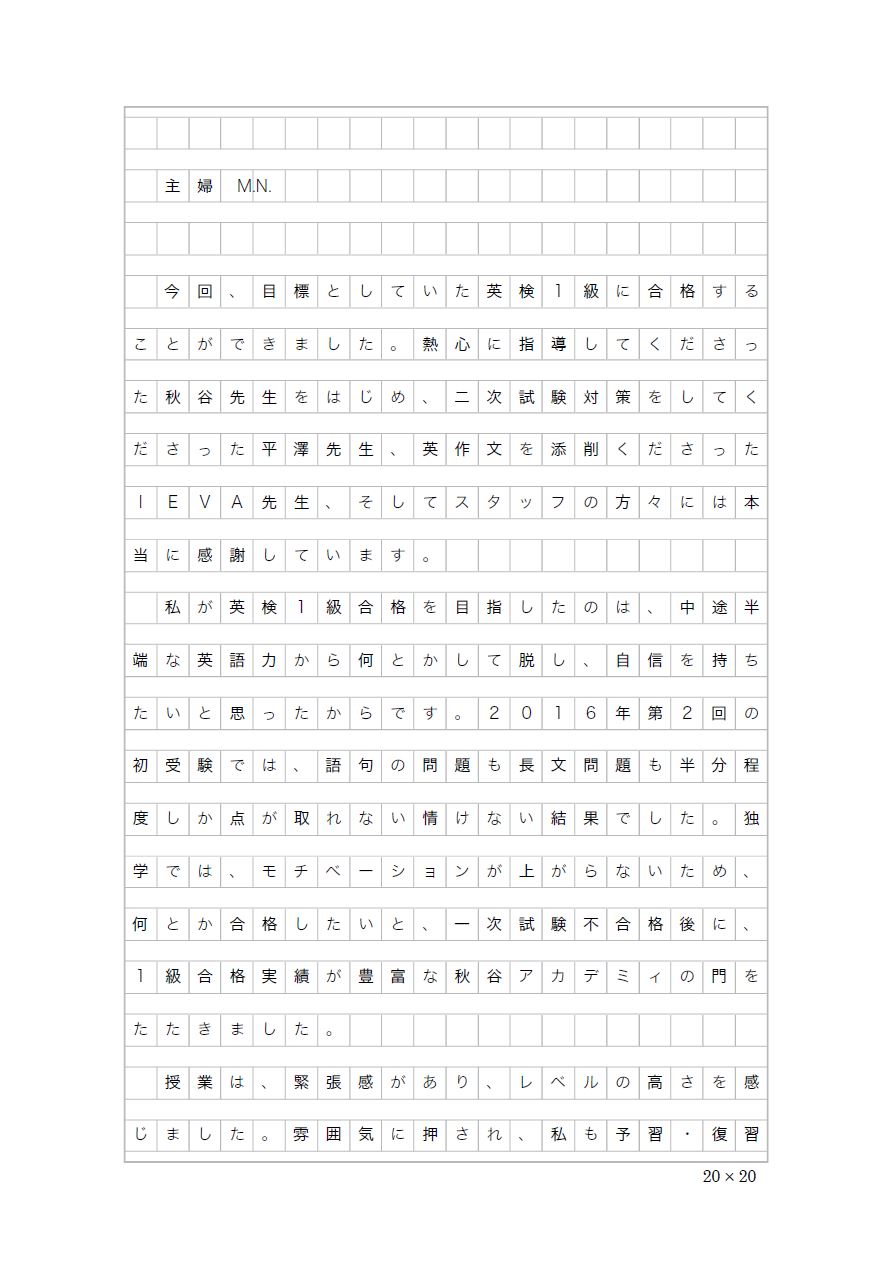 主婦 M.N.
今回、目標としていた英検1級に合格する
ことができました。熱心に指導してくださっ
た秋谷先生をはじめ、二次試験対策をしてく
ださった平澤先生、英作文を添削くださった
IEVA先生、そしてスタッフの方々には本
当に感謝しています。
私が英検1級合格を目指したのは、中途半
端な英語力から何とかして脱し、自信を持ち
たいと思ったからです。2016年第2回の
初受験では、語句の問題も長文問題も半分程
度しか点が取れない情けない結果でした。独
学では、モチベーションが上がらないため、
何とか合格したいと、一次試験不合格後に、
1級合格実績が豊富な秋谷アカデミィの門を
たたきました。
授業は、緊張感があり、レベルの高さを感
じました。雰囲気に押され、私も予習・復習
20×20